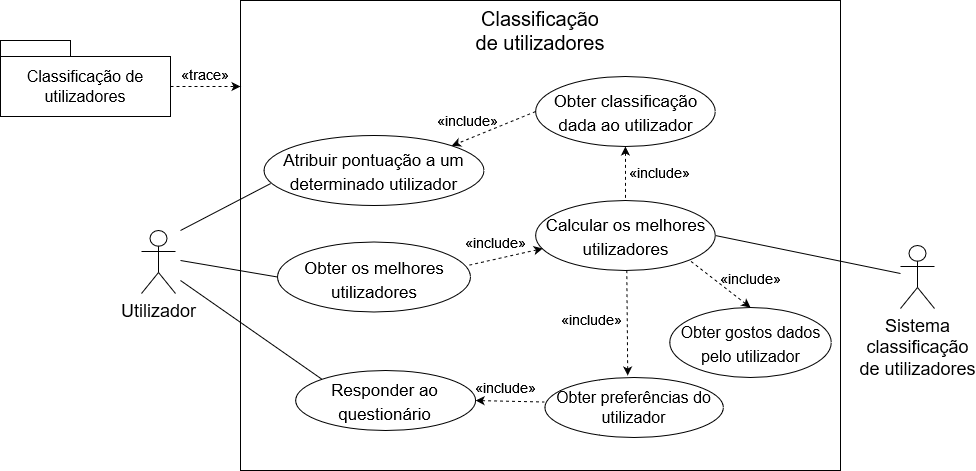 Classificação
de utilizadores
Classificação de
utilizadores
«trace»
Obter classificação
dada ao utilizador
«include»
Atribuir pontuação a um
determinado utilizador
«include»
Calcular os melhores
utilizadores
«include»
Obter os melhores
utilizadores
Utilizador
«include»
Sistema
classificação
de utilizadores
«include»
Obter gostos dados
pelo utilizador
Responder ao
questionário
«include»
Obter preferências do
utilizador